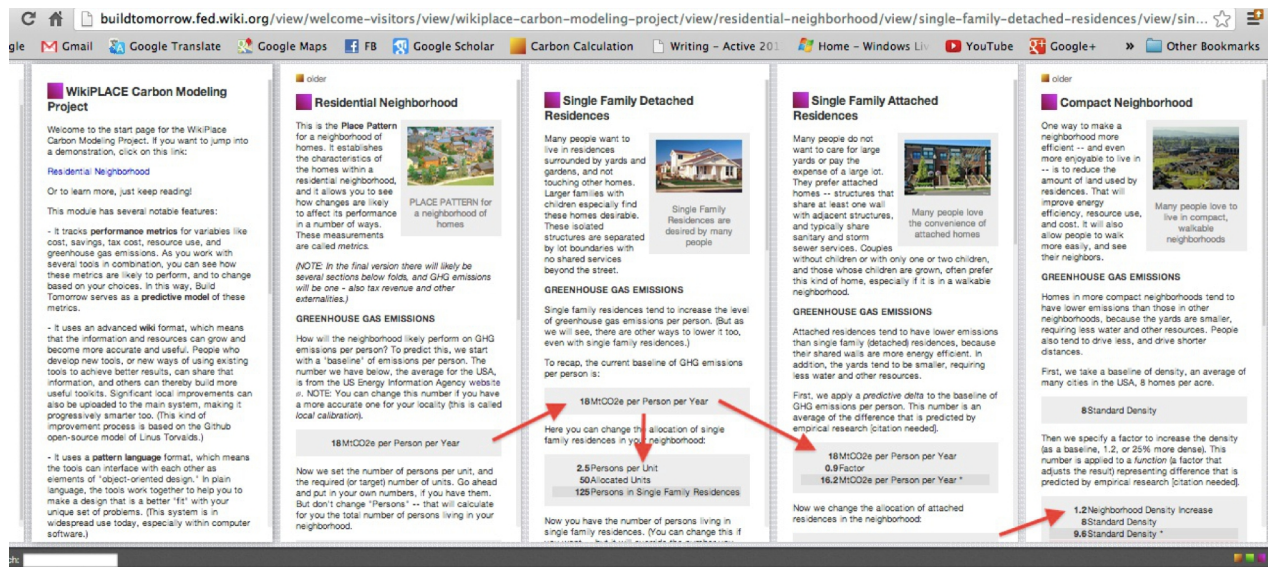 buildtomorrow.fed.wiki.org/view/welcome-visitors/view/wikiplace-carbon-modeling-project/view/residential-neighborhood/view/single-family-detached-residences/view/sin...
gle Gmail Google Translate Google Maps FB Google Scholar Carbon Calculation Writing – Active 201 Home – Windows Liv YouTube Google+ » Other Bookmarks
WikiPLACE Carbon Modeling
Project
Welcome to the start page for the WikiPlace
Carbon Modeling Project. If you want to jump into
a demonstration, click on this link:
Residential Neighborhood
Or to learn more, just keep reading!
This module has several notable features:
- It tracks performance metrics for variables like
cost, savings, tax cost, resource use, and
greenhouse gas emissions. As you work with
several tools in combination, you can see how
these metrics are likely to perform, and to change
based on your choices. In this way, Build
Tomorrow serves as a predictive model of these
metrics.
- It uses an advanced wiki format, which means
that the information and resources can grow and
become more accurate and useful. People who
develop new tools, or new ways of using existing
tools to achieve better results, can share that
information, and others can thereby build more
useful toolkits. Significant local improvements can
also be uploaded to the main system, making it
progressively smarter too. (This kind of
improvement process is based on the Github
open-source model of Linus Torvalds.)
- It uses a pattern language format, which means
the tools can interface with each other as
elements of "object-oriented design." In plain
language, the tools work together to help you to
make a design that is a better "fit" with your
unique set of problems. (This system is in
widespread use today, especially within computer
software.)
older
Residential Neighborhood
This is the Place Pattern
for a neighborhood of
homes. It establishes
the characteristics of
the homes within a
residential neighborhood,
and it allows you to see
how changes are likely
to affect its performance
in a number of ways.
These measurements
are called metrics.
PLACE PATTERN for
a neighborhood of
homes
(NOTE: In the final version there will likely be
several sections below folds, and GHG emissions
will be one - also tax revenue and other
externalities.)
GREENHOUSE GAS EMISSIONS
How will the neighborhood likely perform on GHG
emissions per person? To predict this, we start
with a "baseline" of emissions per person. The
number we have below, the average for the USA,
is from the US Energy Information Agency website
. NOTE: You can change this number if you have
a more accurate one for your locality (this is called
local calibration).
18 MtCO2e per Person per Year
Now we set the number of persons per unit, and
the required (or target) number of units. Go ahead
and put in your own numbers, if you have them.
But don't change "Persons" -- that will calculate
for you the total number of persons living in your
neighborhood.
Single Family Detached
Residences
Many people want to
live in residences
surrounded by yards and
gardens, and not
touching other homes.
Larger families with
children especially find
these homes desirable.
These isolated
structures are separated
by lot boundaries with
no shared services
beyond the street.
Single Family
Residences are
desired by many
people
GREENHOUSE GAS EMISSIONS
Single family residences tend to increase the level
of greenhouse gas emissions per person. (But as
we will see, there are other ways to lower it too,
even with single family residences.)
To recap, the current baseline of GHG emissions
per person is:
18 MtCO2e per Person per Year
Here you can change the allocation of single
family residences in your neighborhood:
2.5 Persons per Unit
50 Allocated Units
125 Persons in Single Family Residences
Now you have the number of persons living in
single family residences. (You can change this if
you want -- but it will override the number you
Single Family Attached
Residences
Many people do not
want to care for large
yards or pay the
expense of a large lot.
They prefer attached
homes -- structures that
share at least one wall
with adjacent structures,
and typically share
sanitary and storm
sewer services. Couples
without children or with only one or two children,
and those whose children are grown, often prefer
this kind of home, especially if it is in a walkable
neighborhood.
Many people love
the convenience of
attached homes
GREENHOUSE GAS EMISSIONS
Attached residences tend to have lower emissions
than single family (detached) residences, because
their shared walls are more energy efficient. In
addition, the yards tend to be smaller, requiring
less water and other resources.
First, we apply a predictive delta to the baseline of
GHG emissions per person. This number is an
average of the difference that is predicted by
empirical research [citation needed].
18 MtCO2e per Person per Year
0.9 Factor
16.2 MtCO2e per Person per Year *
Now we change the allocation of attached
residences in the neighborhood:
older
Compact Neighborhood
One way to make a
neighborhood more
efficient -- and even
more enjoyable to live in
-- is to reduce the
amount of land used by
residences. That will
improve energy
efficiency, resource use,
and cost. It will also
allow people to walk
more easily, and see
their neighbors.
Many people love to
live in compact,
walkable
neighborhoods
GREENHOUSE GAS EMISSIONS
Homes in more compact neighborhoods tend to
have lower emissions than those in other
neighborhoods, because the yards are smaller,
requiring less water and other resources. People
also tend to drive less, and drive shorter
distances.
First, we take a baseline of density, an average of
many cities in the USA, 8 homes per acre.
8 Standard Density
Then we specify a factor to increase the density
(as a baseline, 1.2, or 25% more dense). This
number is applied to a function (a factor that
adjusts the result) representing difference that is
predicted by empirical research [citation needed].
1.2 Neighborhood Density Increase
8 Standard Density
9.6 Standard Density *
ch: